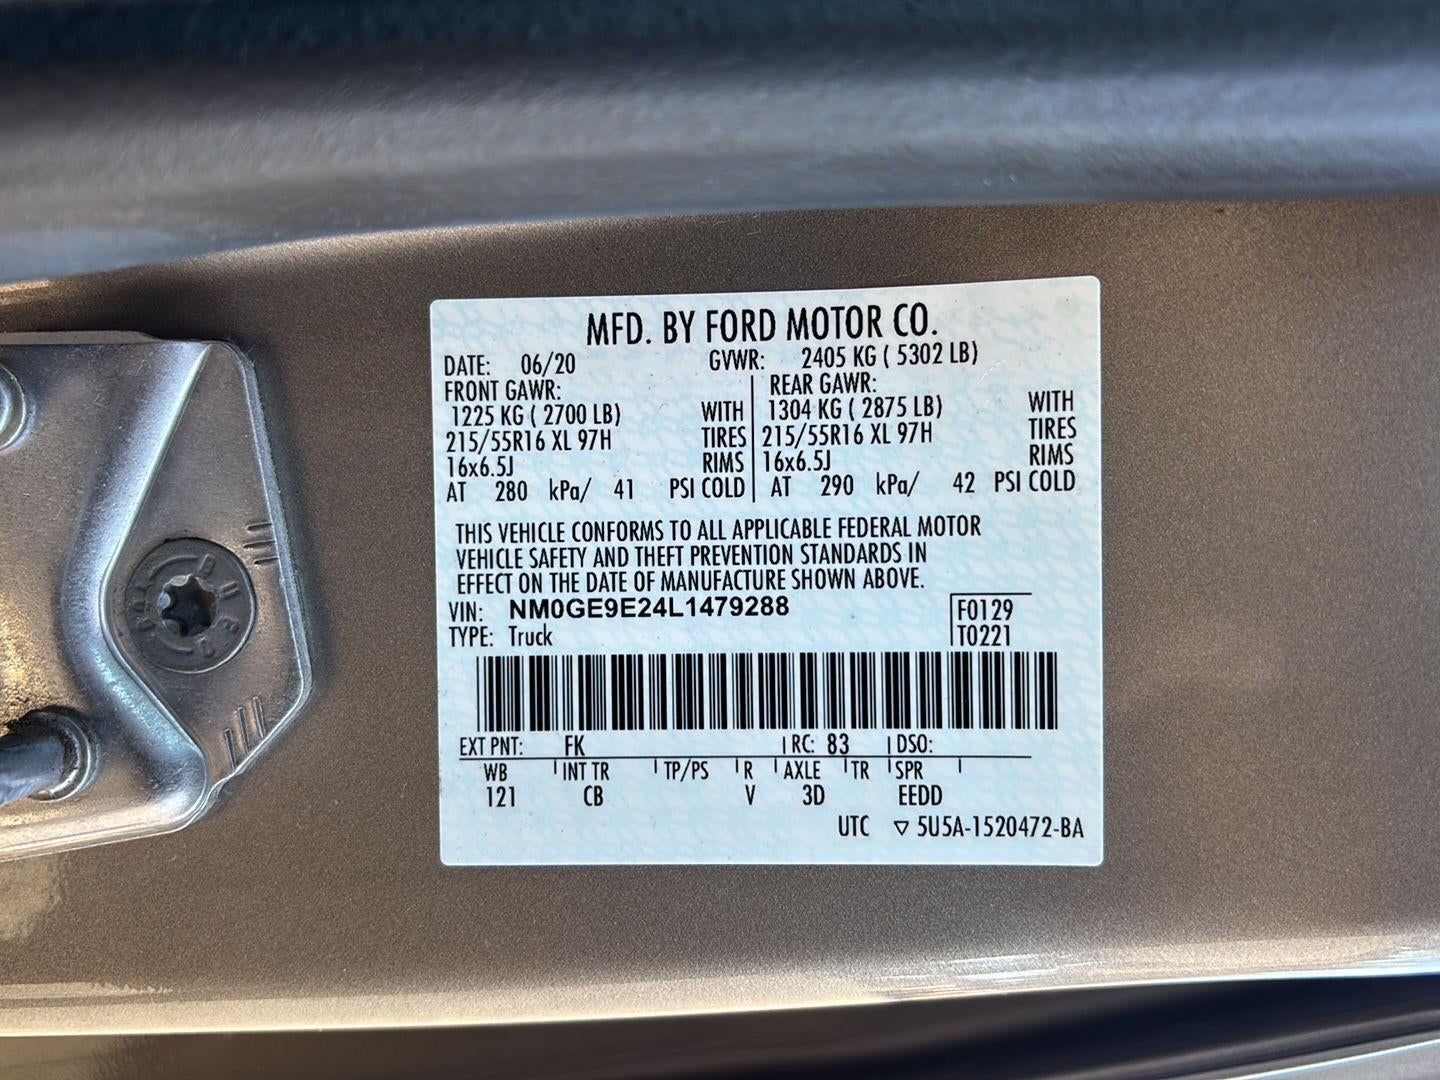 MFD. BY FORD MOTOR CO.
DATE: 06/20 GVWR: 2405 KG ( 5302 LB)
FRONT GAWR: REAR GAWR:
1225 KG ( 2700 LB) WITH 1304 KG ( 2875 LB) WITH
215/55R16 XL 97H TIRES 215/55R16 XL 97H TIRES
16x6.5J RIMS 16x6.5J RIMS
AT 280 kPa/ 41 PSI COLD AT 290 kPa/ 42 PSI COLD
THIS VEHICLE CONFORMS TO ALL APPLICABLE FEDERAL MOTOR
VEHICLE SAFETY AND THEFT PREVENTION STANDARDS IN
EFFECT ON THE DATE OF MANUFACTURE SHOWN ABOVE.
VIN: NM0GE9E24L1479288 F0129
TYPE: Truck T0221
EXT PNT: FK RC: 83 DSO:
WB INT TR TP/PS R AXLE TR SPR
121 CB V 3D EEDD
UTC ▽ 5U5A-1520472-BA